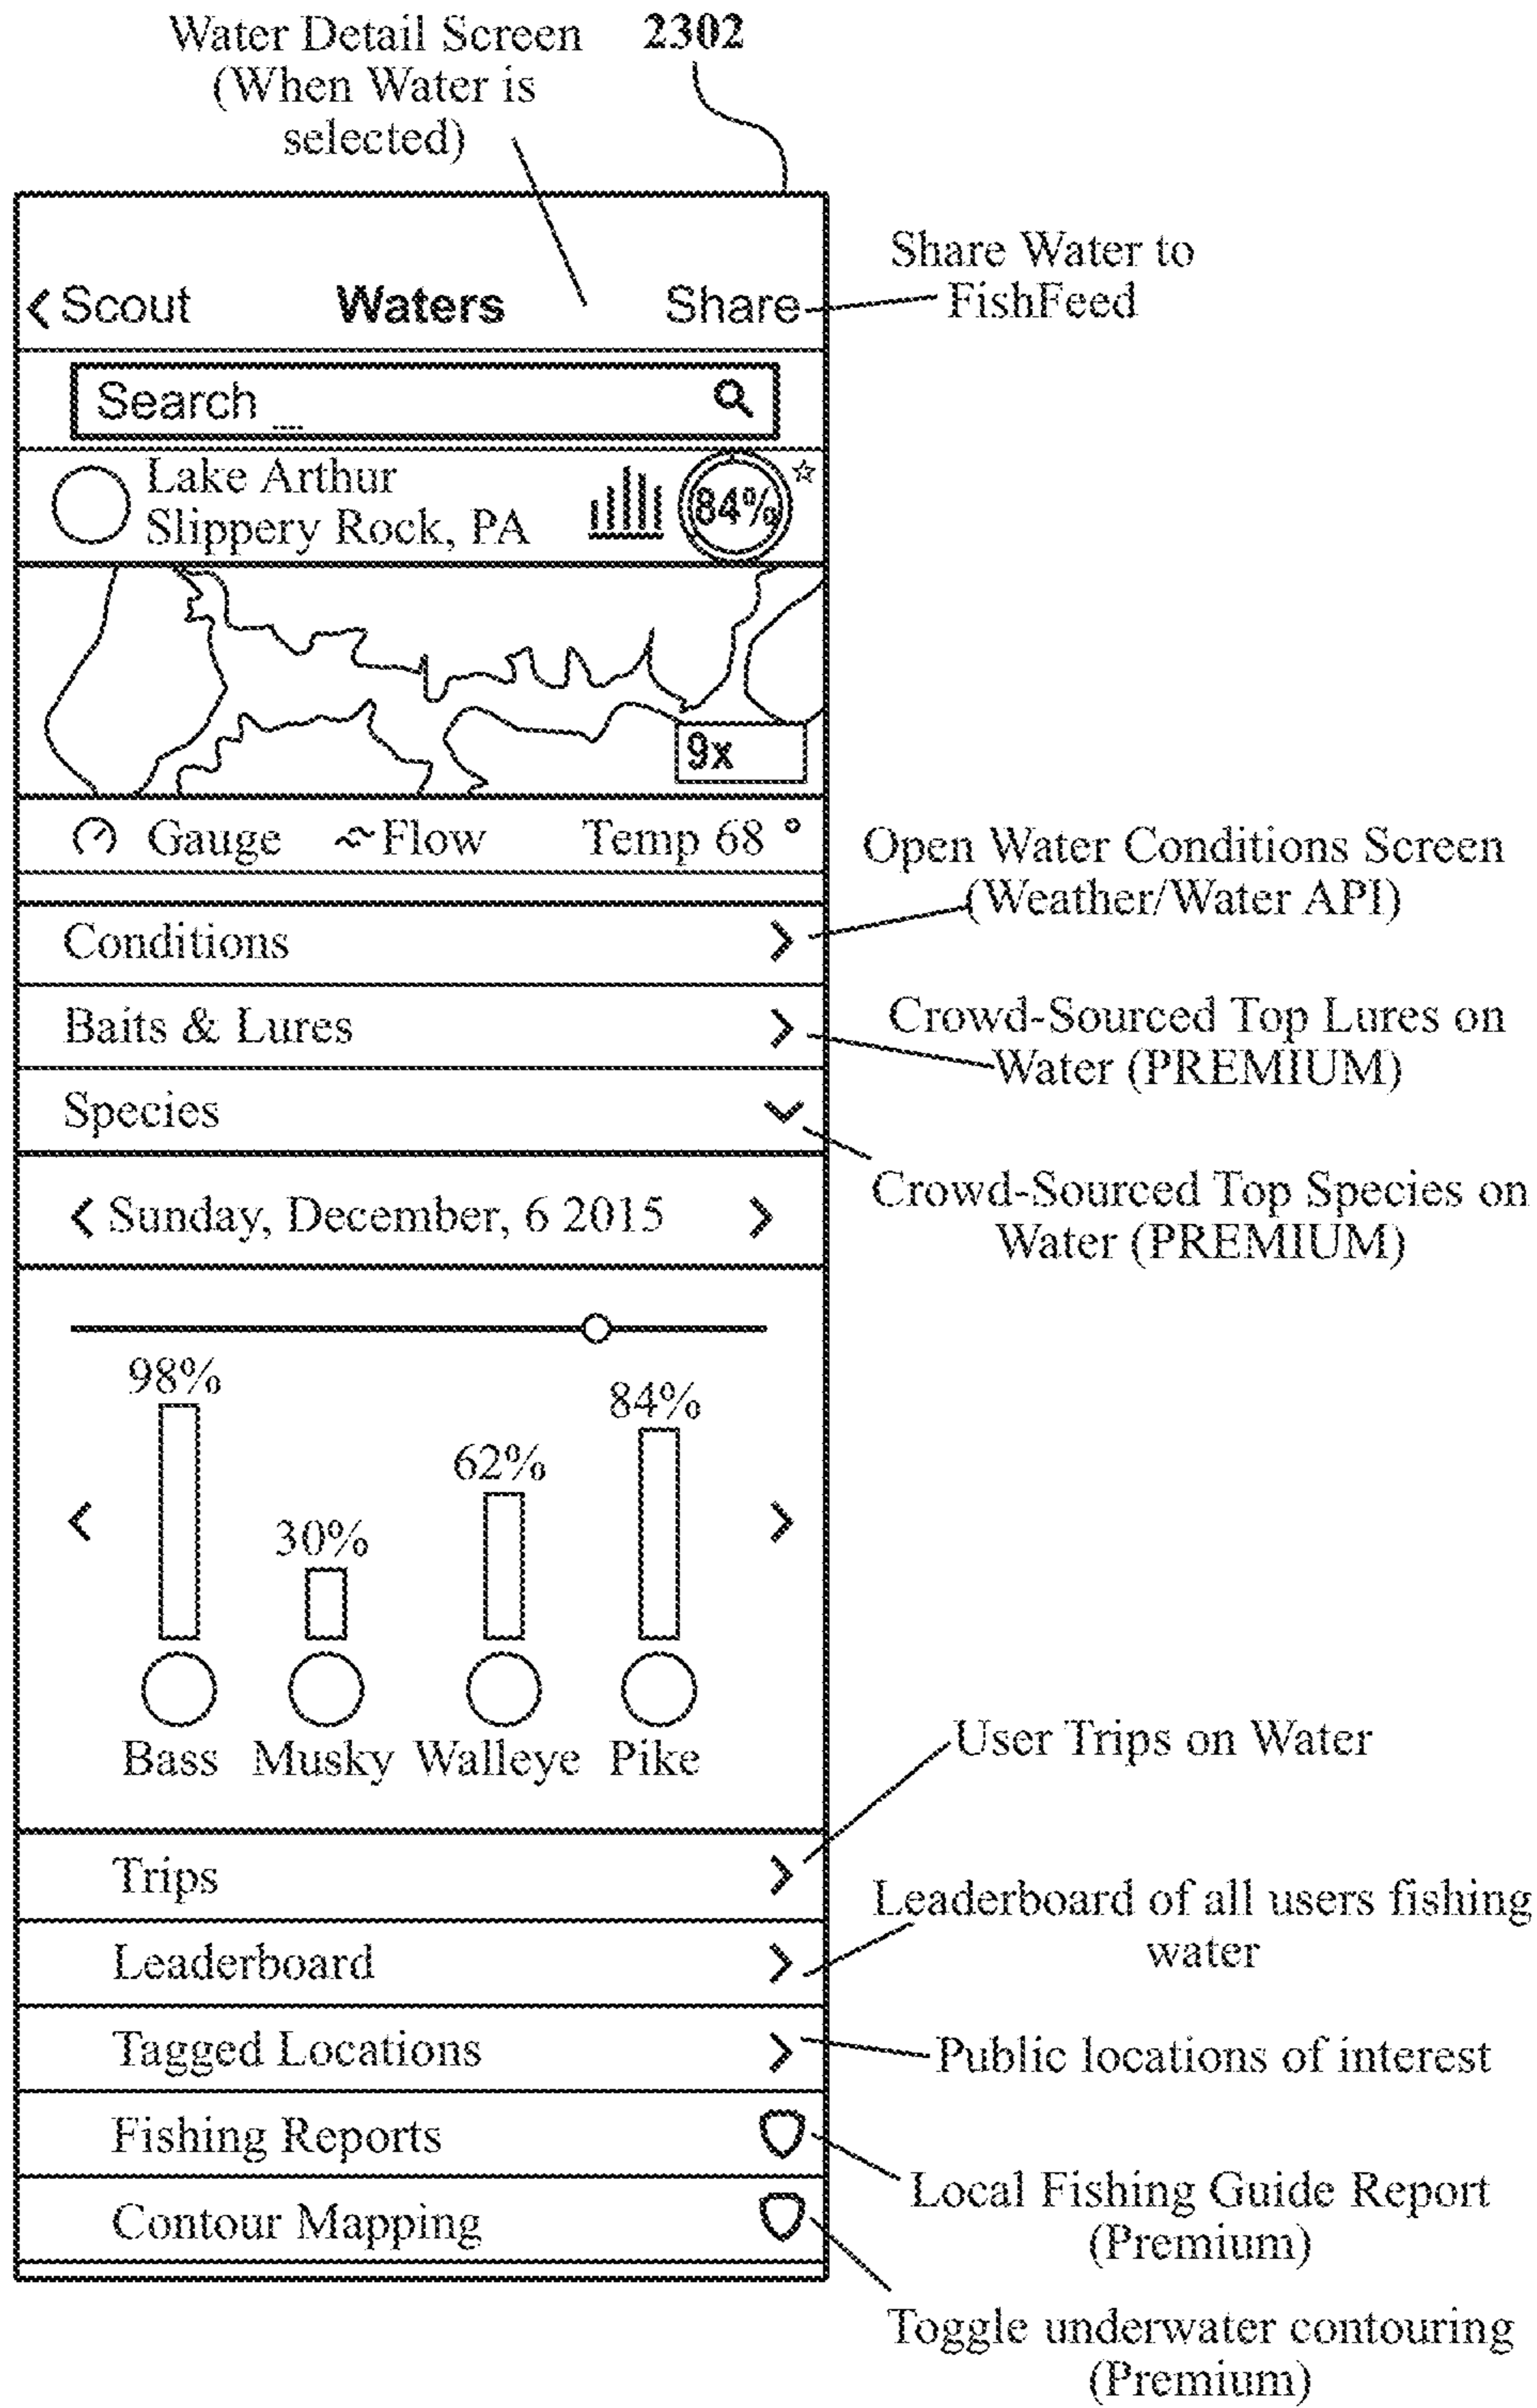 Water Detail Screen
(When Water is
selected)
2302
Scout
Waters
Share
Share Water to
FishFeed
Search
Lake Arthur
Slippery Rock, PA
84%
9x
Gauge
Flow
Temp 68 °
Open Water Conditions Screen
(Weather/Water API)
Conditions
Baits & Lures
Crowd-Sourced Top Lures on
Water (PREMIUM)
Species
Crowd-Sourced Top Species on
Water (PREMIUM)
Sunday, December, 6 2015
98%
30%
62%
84%
Bass
Musky
Walleye
Pike
User Trips on Water
Trips
Leaderboard of all users fishing
water
Leaderboard
Tagged Locations
Public locations of interest
Fishing Reports
Local Fishing Guide Report
(Premium)
Contour Mapping
Toggle underwater contouring
(Premium)